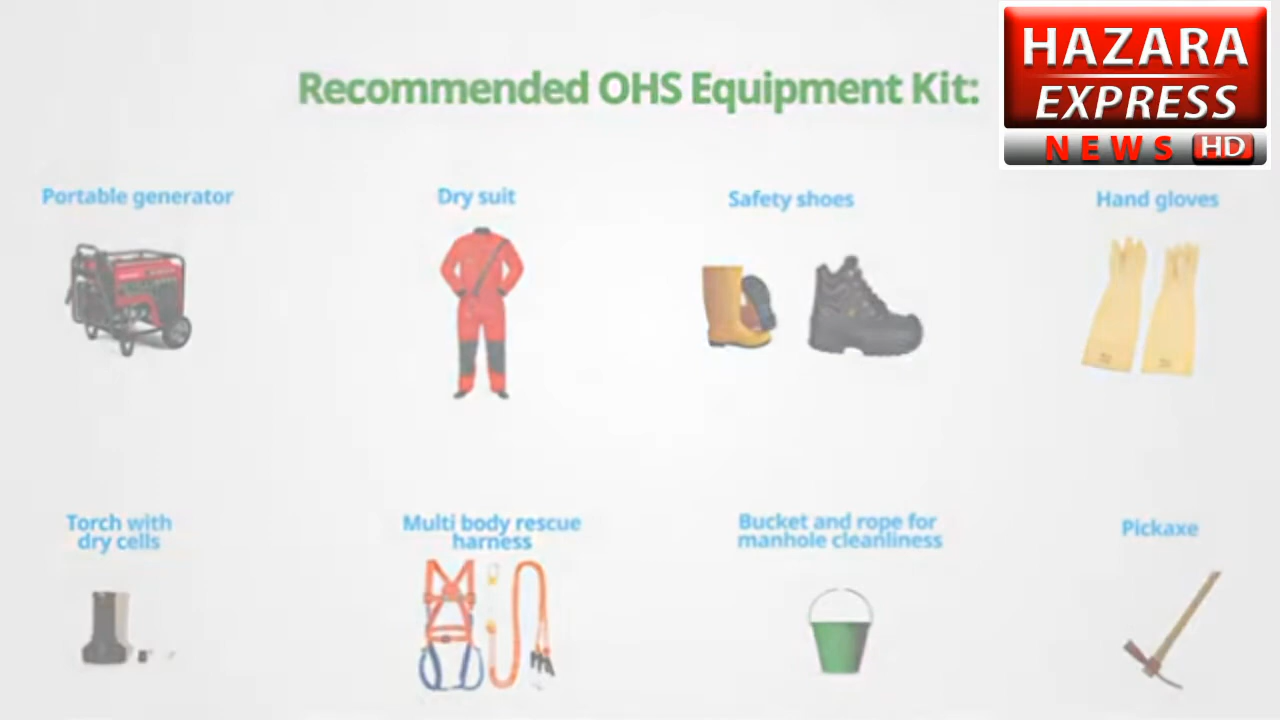 Recommended OHS Equipment Kit:
HAZARA
EXPRESS
NEWS HD
Portable generator
Dry suit
Safety shoes
Hand gloves
Torch with
dry cells
Multi body rescue
harness
Bucket and rope for
manhole cleanliness
Pickaxe